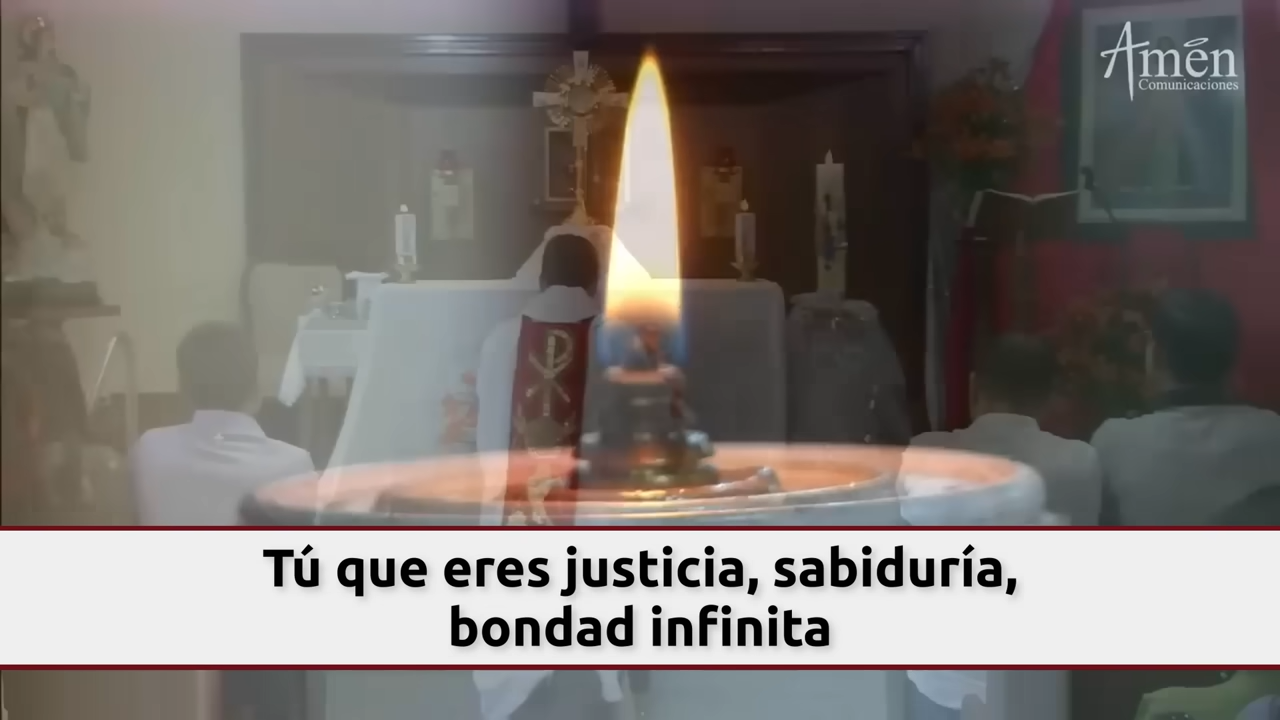 Amén
Comunicaciones
Tú que eres justicia, sabiduría,
bondad infinita